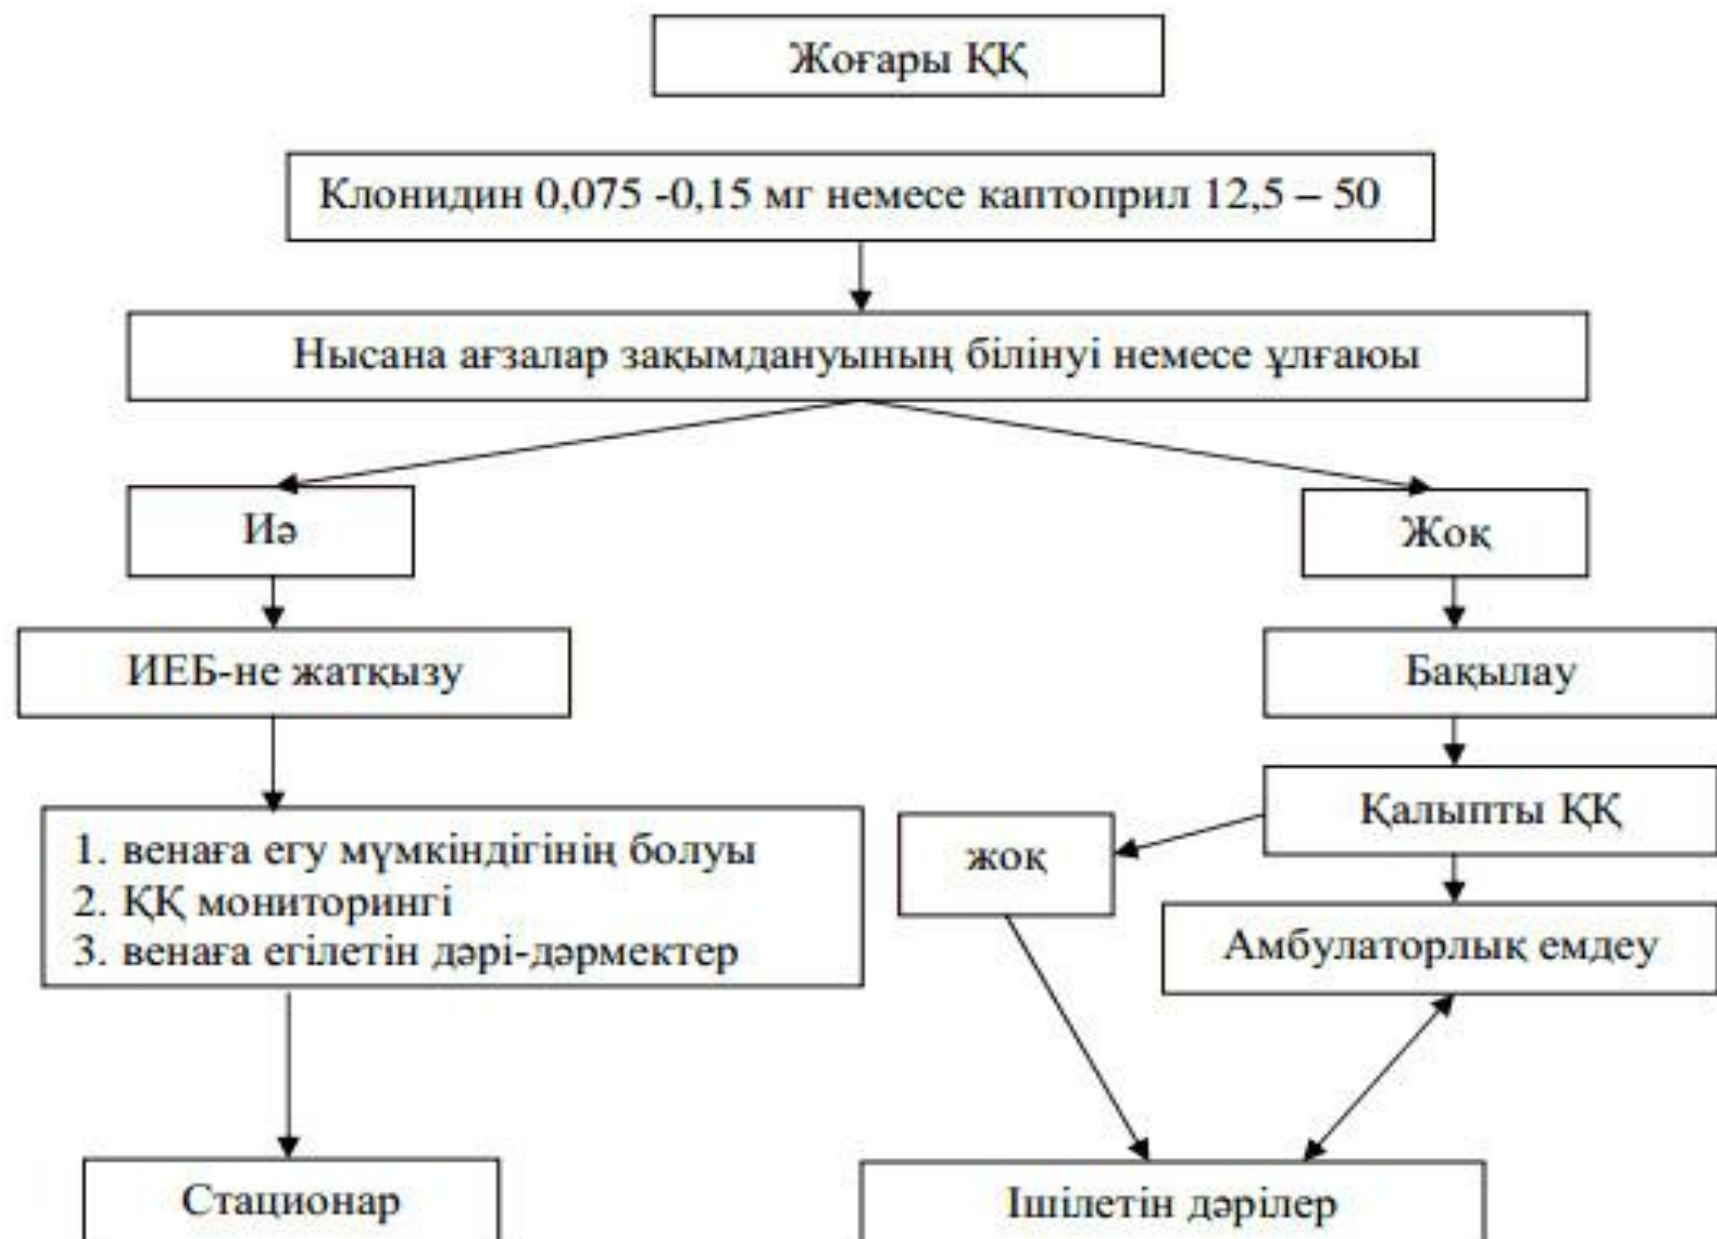 Жоғары ҚҚ
Клонидин 0,075 -0,15 мг немесе каптоприл 12,5 – 50
Нысана ағзалар зақымдануының білінуі немесе ұлғаюы
Иә
Жоқ
ИЕБ-не жатқызу
Бақылау
Қалыпты ҚҚ
жоқ
1. венаға егу мүмкіндігінің болуы
2. ҚҚ мониторингі
3. венаға егілетін дәрі-дәрмектер
Амбулаторлық емдеу
Стационар
Ішілетін дәрілер